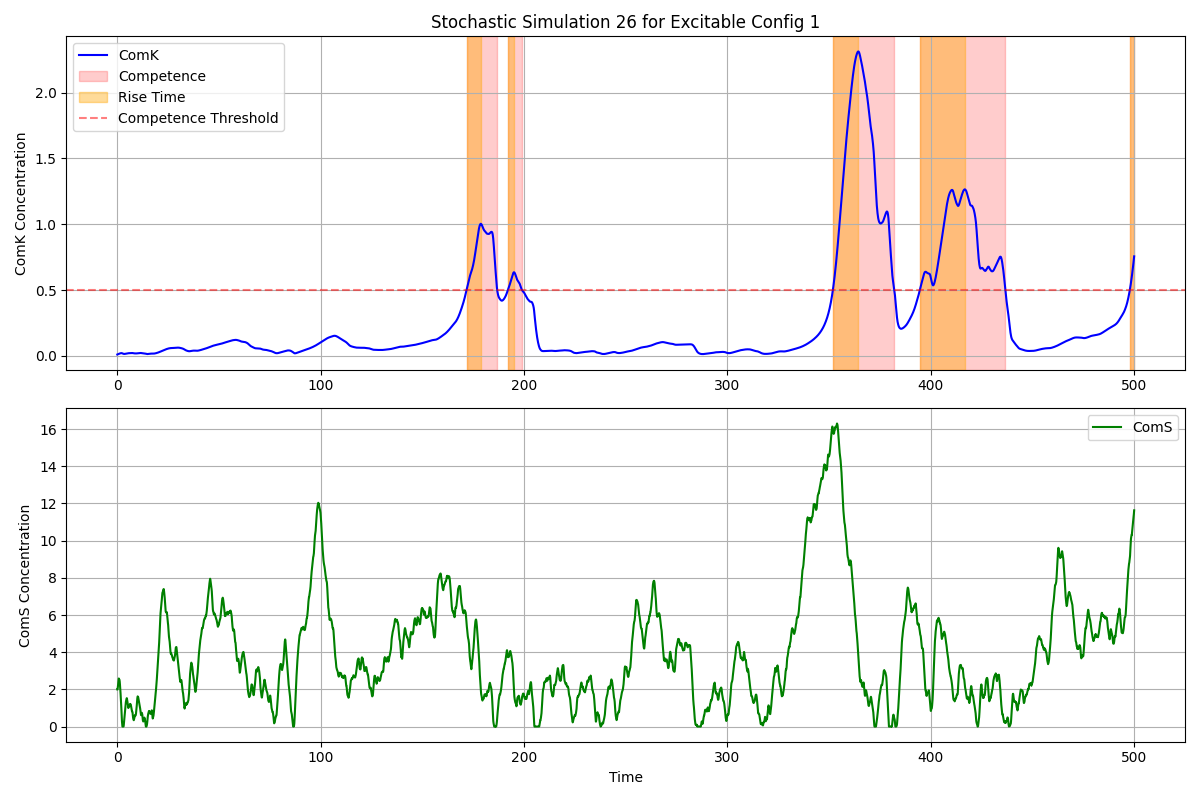 Stochastic Simulation 26 for Excitable Config 1
ComK
Competence
Rise Time
Competence Threshold
ComK Concentration
2.0
1.5
1.0
0.5
0.0
0 100 200 300 400 500
ComS
ComS Concentration
16
14
12
10
8
6
4
2
0
0 100 200 300 400 500
Time